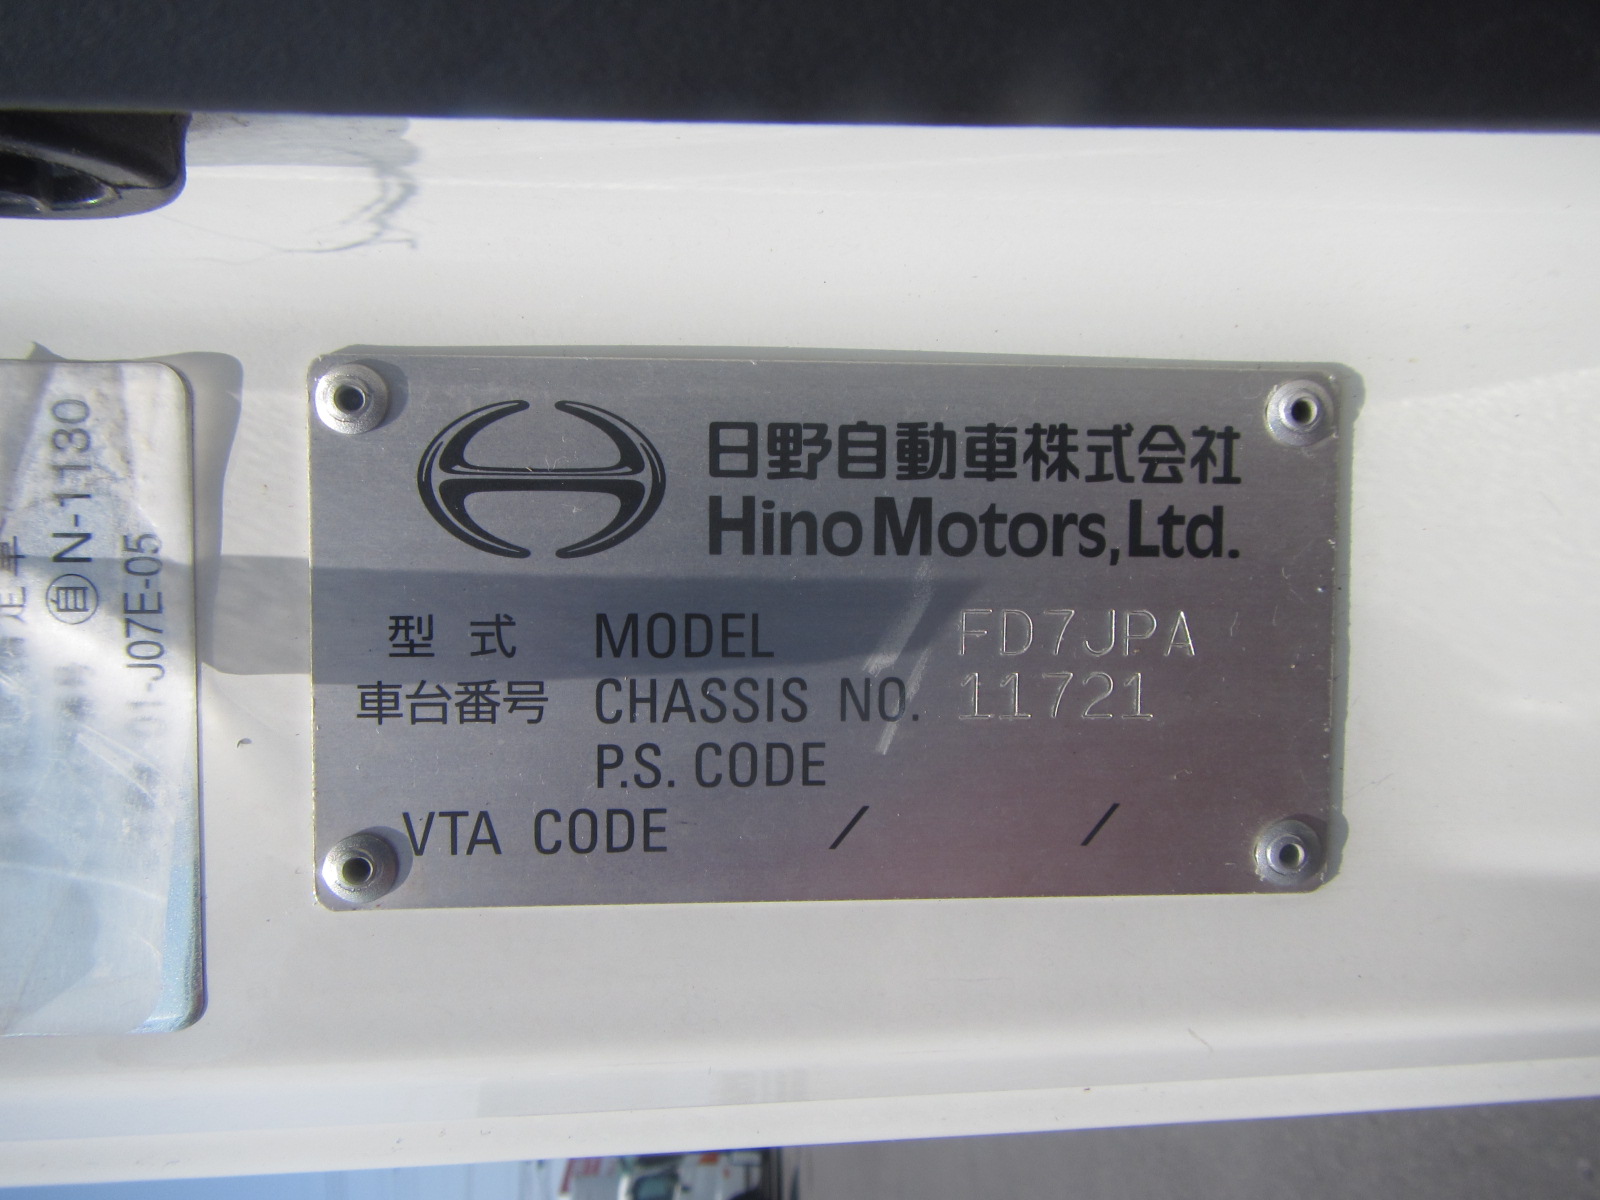 日野自動車株式会社
Hino Motors, Ltd.
型式 MODEL FD7JPA
車台番号 CHASSIS NO. 11721
P.S. CODE
VTA CODE / /
自 N-1130
J07E-05